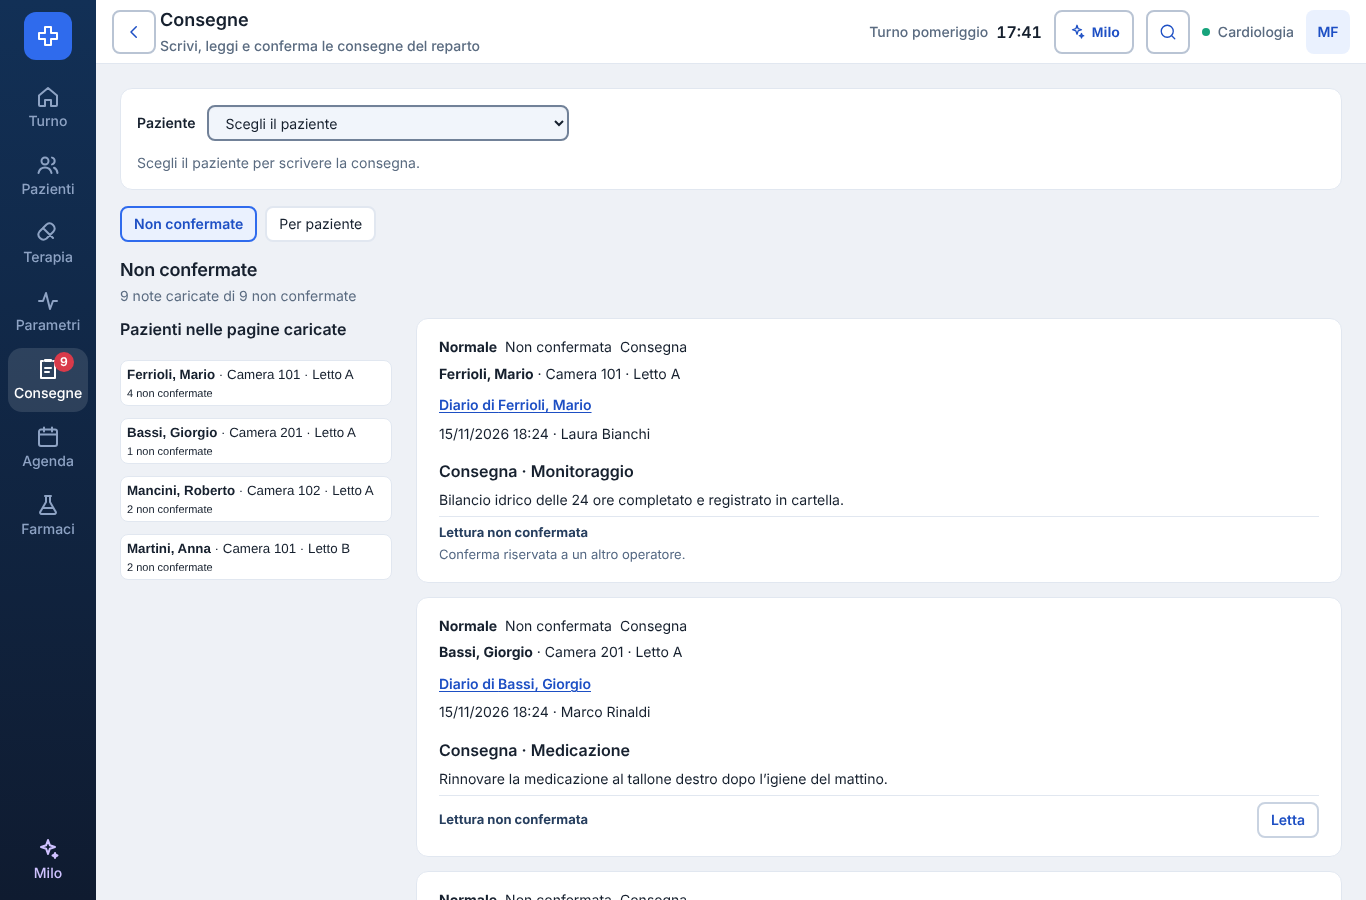 Turno
Pazienti
Terapia
Parametri
9
Consegne
Agenda
Farmaci
Milo
Consegne
Scrivi, leggi e conferma le consegne del reparto
Turno pomeriggio 17:41
Milo
Cardiologia
MF
Paziente
Scegli il paziente
Scegli il paziente per scrivere la consegna.
Non confermate
Per paziente
Non confermate
9 note caricate di 9 non confermate
Pazienti nelle pagine caricate
Ferrioli, Mario · Camera 101 · Letto A
4 non confermate
Bassi, Giorgio · Camera 201 · Letto A
1 non confermate
Mancini, Roberto · Camera 102 · Letto A
2 non confermate
Martini, Anna · Camera 101 · Letto B
2 non confermate
Normale Non confermata Consegna
Ferrioli, Mario · Camera 101 · Letto A
Diario di Ferrioli, Mario
15/11/2026 18:24 · Laura Bianchi
Consegna · Monitoraggio
Bilancio idrico delle 24 ore completato e registrato in cartella.
Lettura non confermata
Conferma riservata a un altro operatore.
Normale Non confermata Consegna
Bassi, Giorgio · Camera 201 · Letto A
Diario di Bassi, Giorgio
15/11/2026 18:24 · Marco Rinaldi
Consegna · Medicazione
Rinnovare la medicazione al tallone destro dopo l’igiene del mattino.
Lettura non confermata
Letta
Normale Non confermata Consegna